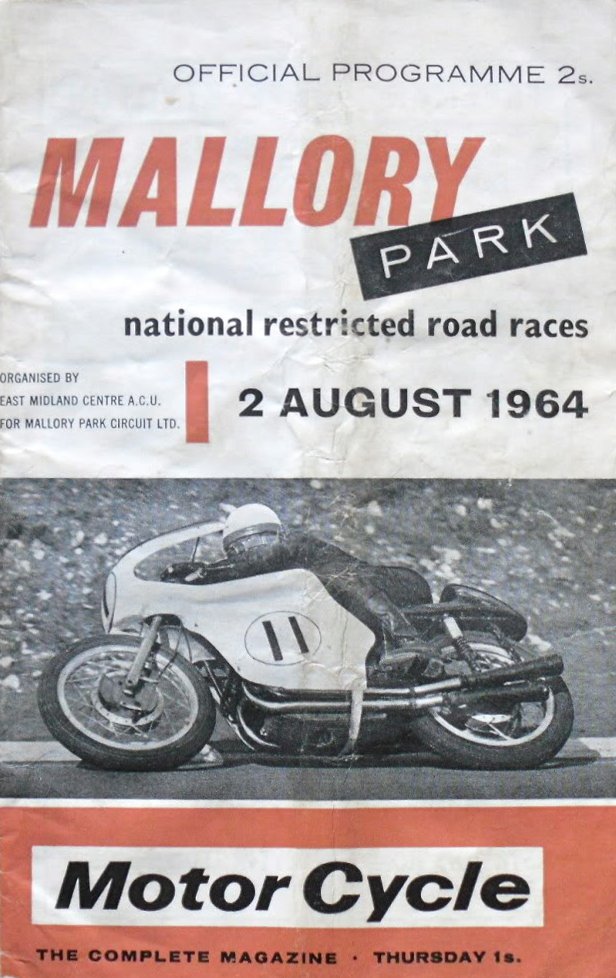 OFFICIAL PROGRAMME 2s.
MALLORY
PARK
national restricted road races
ORGANISED BY
EAST MIDLAND CENTRE A.C.U.
FOR MALLORY PARK CIRCUIT LTD.
2 AUGUST 1964
11
Motor Cycle
THE COMPLETE MAGAZINE · THURSDAY 1s.